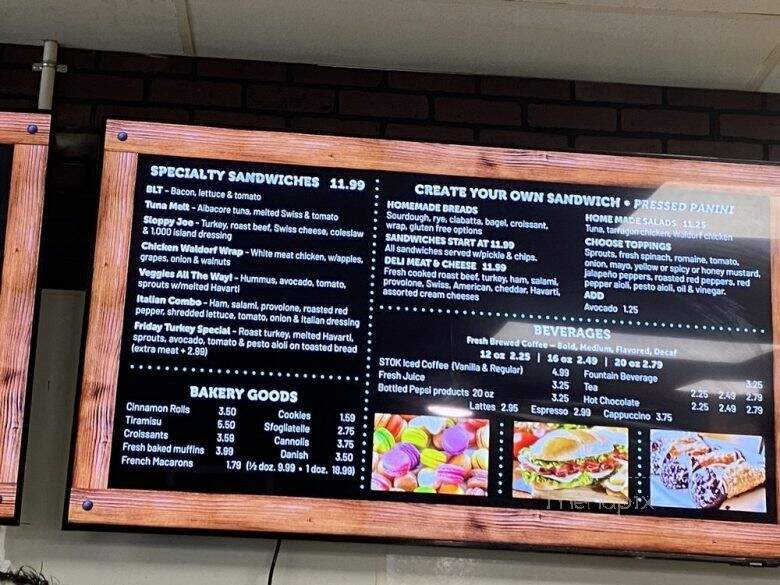 SPECIALTY SANDWICHES 11.99
BLT - Bacon, lettuce & tomato
Tuna Melt - Albacore tuna, melted Swiss & tomato
Sloppy Joe - Turkey, roast beef, Swiss cheese, coleslaw
& 1,000 island dressing
Chicken Waldorf Wrap - White meat chicken, w/apples,
grapes, onion & walnuts
Veggies All The Way! - Hummus, avocado, tomato,
sprouts w/melted Havarti
Italian Combo - Ham, salami, provolone, roasted red
pepper, shredded lettuce, tomato, onion & Italian dressing
Friday Turkey Special - Roast turkey, melted Havarti,
sprouts, avocado, tomato & pesto aioli on toasted bread
(extra meat + 2.99)
BAKERY GOODS
Cinnamon Rolls 3.50
Tiramisu 6.50
Croissants 3.59
Fresh baked muffins 3.99
French Macarons 1.79 (½ doz. 9.99 • 1 doz. 18.99)
Cookies 1.59
Sfogliatelle 2.75
Cannolis 3.75
Danish 3.50
CREATE YOUR OWN SANDWICH • PRESSED PANINI
HOMEMADE BREADS
Sourdough, rye, ciabatta, bagel, croissant,
wrap, gluten free options
SANDWICHES START AT 11.99
All sandwiches served w/pickle & chips.
DELI MEAT & CHEESE 11.99
Fresh cooked roast beef, turkey, ham, salami,
provolone, Swiss, American, cheddar, Havarti,
assorted cream cheeses
HOME MADE SALADS 11.25
Tuna, tarragon chicken, Waldorf chicken
CHOOSE TOPPINGS
Sprouts, fresh spinach, romaine, tomato,
onion, mayo, yellow or spicy or honey mustard,
jalapeño peppers, roasted red peppers, red
pepper aioli, pesto aioli, oil & vinegar.
ADD
Avocado 1.25
BEVERAGES
Fresh Brewed Coffee - Bold, Medium, Flavored, Decaf
12 oz 2.25 | 16 oz 2.49 | 20 oz 2.79
STOK Iced Coffee (Vanilla & Regular) 4.99
Fresh Juice 3.25
Bottled Pepsi products 20 oz 3.25
Fountain Beverage 3.25
Tea 2.25 2.49 2.79
Hot Chocolate 2.25 2.49 2.79
Lattes 2.95 Espresso 2.99 Cappuccino 3.75
menupix